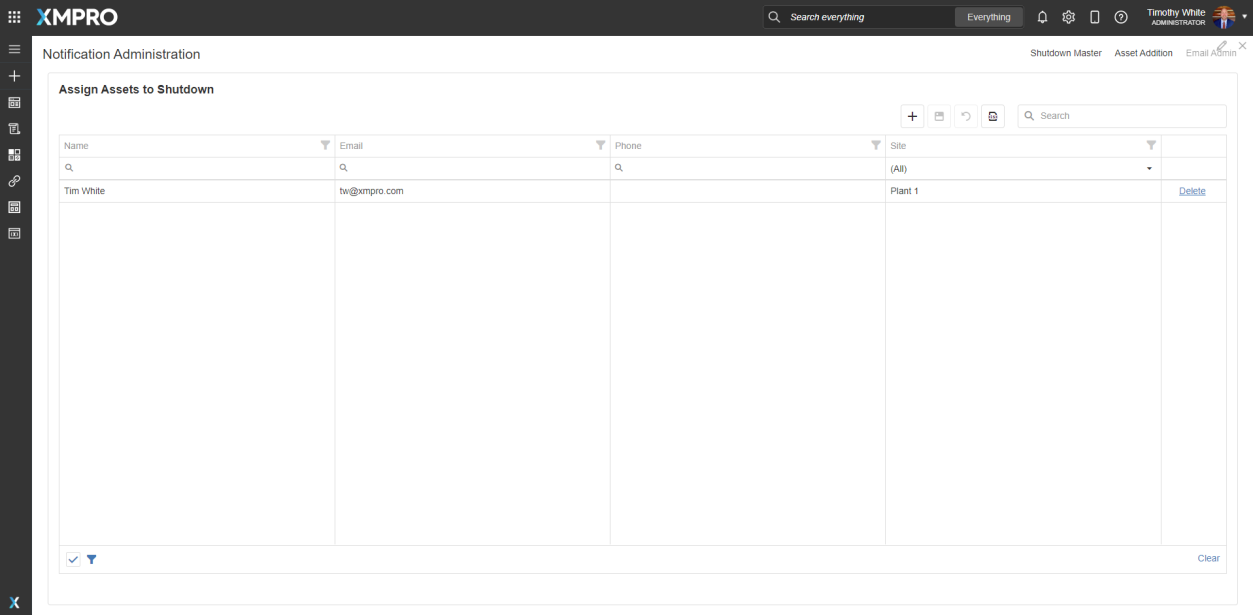 XMPRO
Search everything
Everything
Timothy White
ADMINISTRATOR
Notification Administration
Shutdown Master
Asset Addition
Email Admin
Assign Assets to Shutdown
Search
Name
Email
Phone
Site
(All)
Tim White
tw@xmpro.com
Plant 1
Delete
Clear